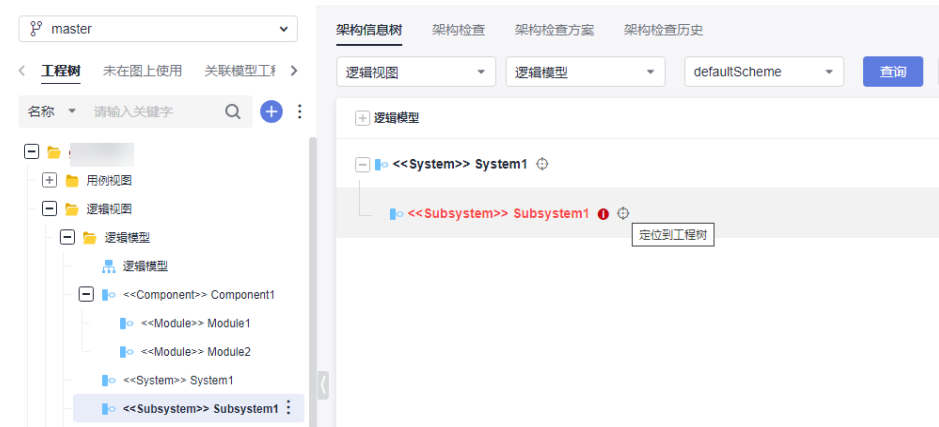 master
工程树 未在图上使用 关联模型工程
名称 请输入关键字
用例视图
逻辑视图
逻辑模型
逻辑模型
<<Component>> Component1
<<Module>> Module1
<<Module>> Module2
<<System>> System1
<<Subsystem>> Subsystem1
架构信息树 架构检查 架构检查方案 架构检查历史
逻辑视图 逻辑模型 defaultScheme 查询
逻辑模型
<<System>> System1
<<Subsystem>> Subsystem1
定位到工程树